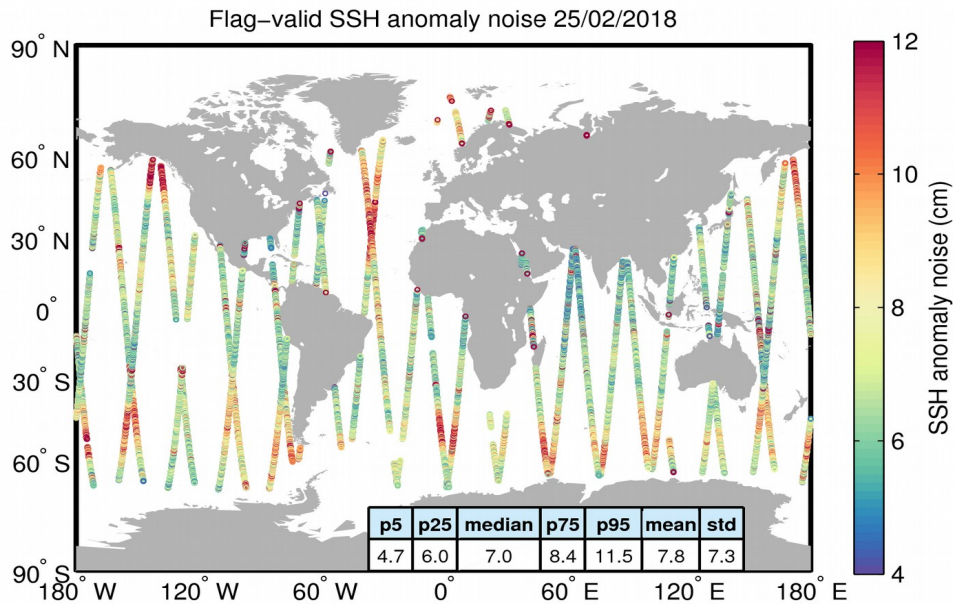 Flag−valid SSH anomaly noise 25/02/2018
90° N
60° N
30° N
0°
30° S
60° S
90° S
180° W
120° W
60° W
0°
60° E
120° E
180° E
p5 p25 median p75 p95 mean std
4.7 6.0 7.0 8.4 11.5 7.8 7.3
12
10
8
6
4
SSH anomaly noise (cm)